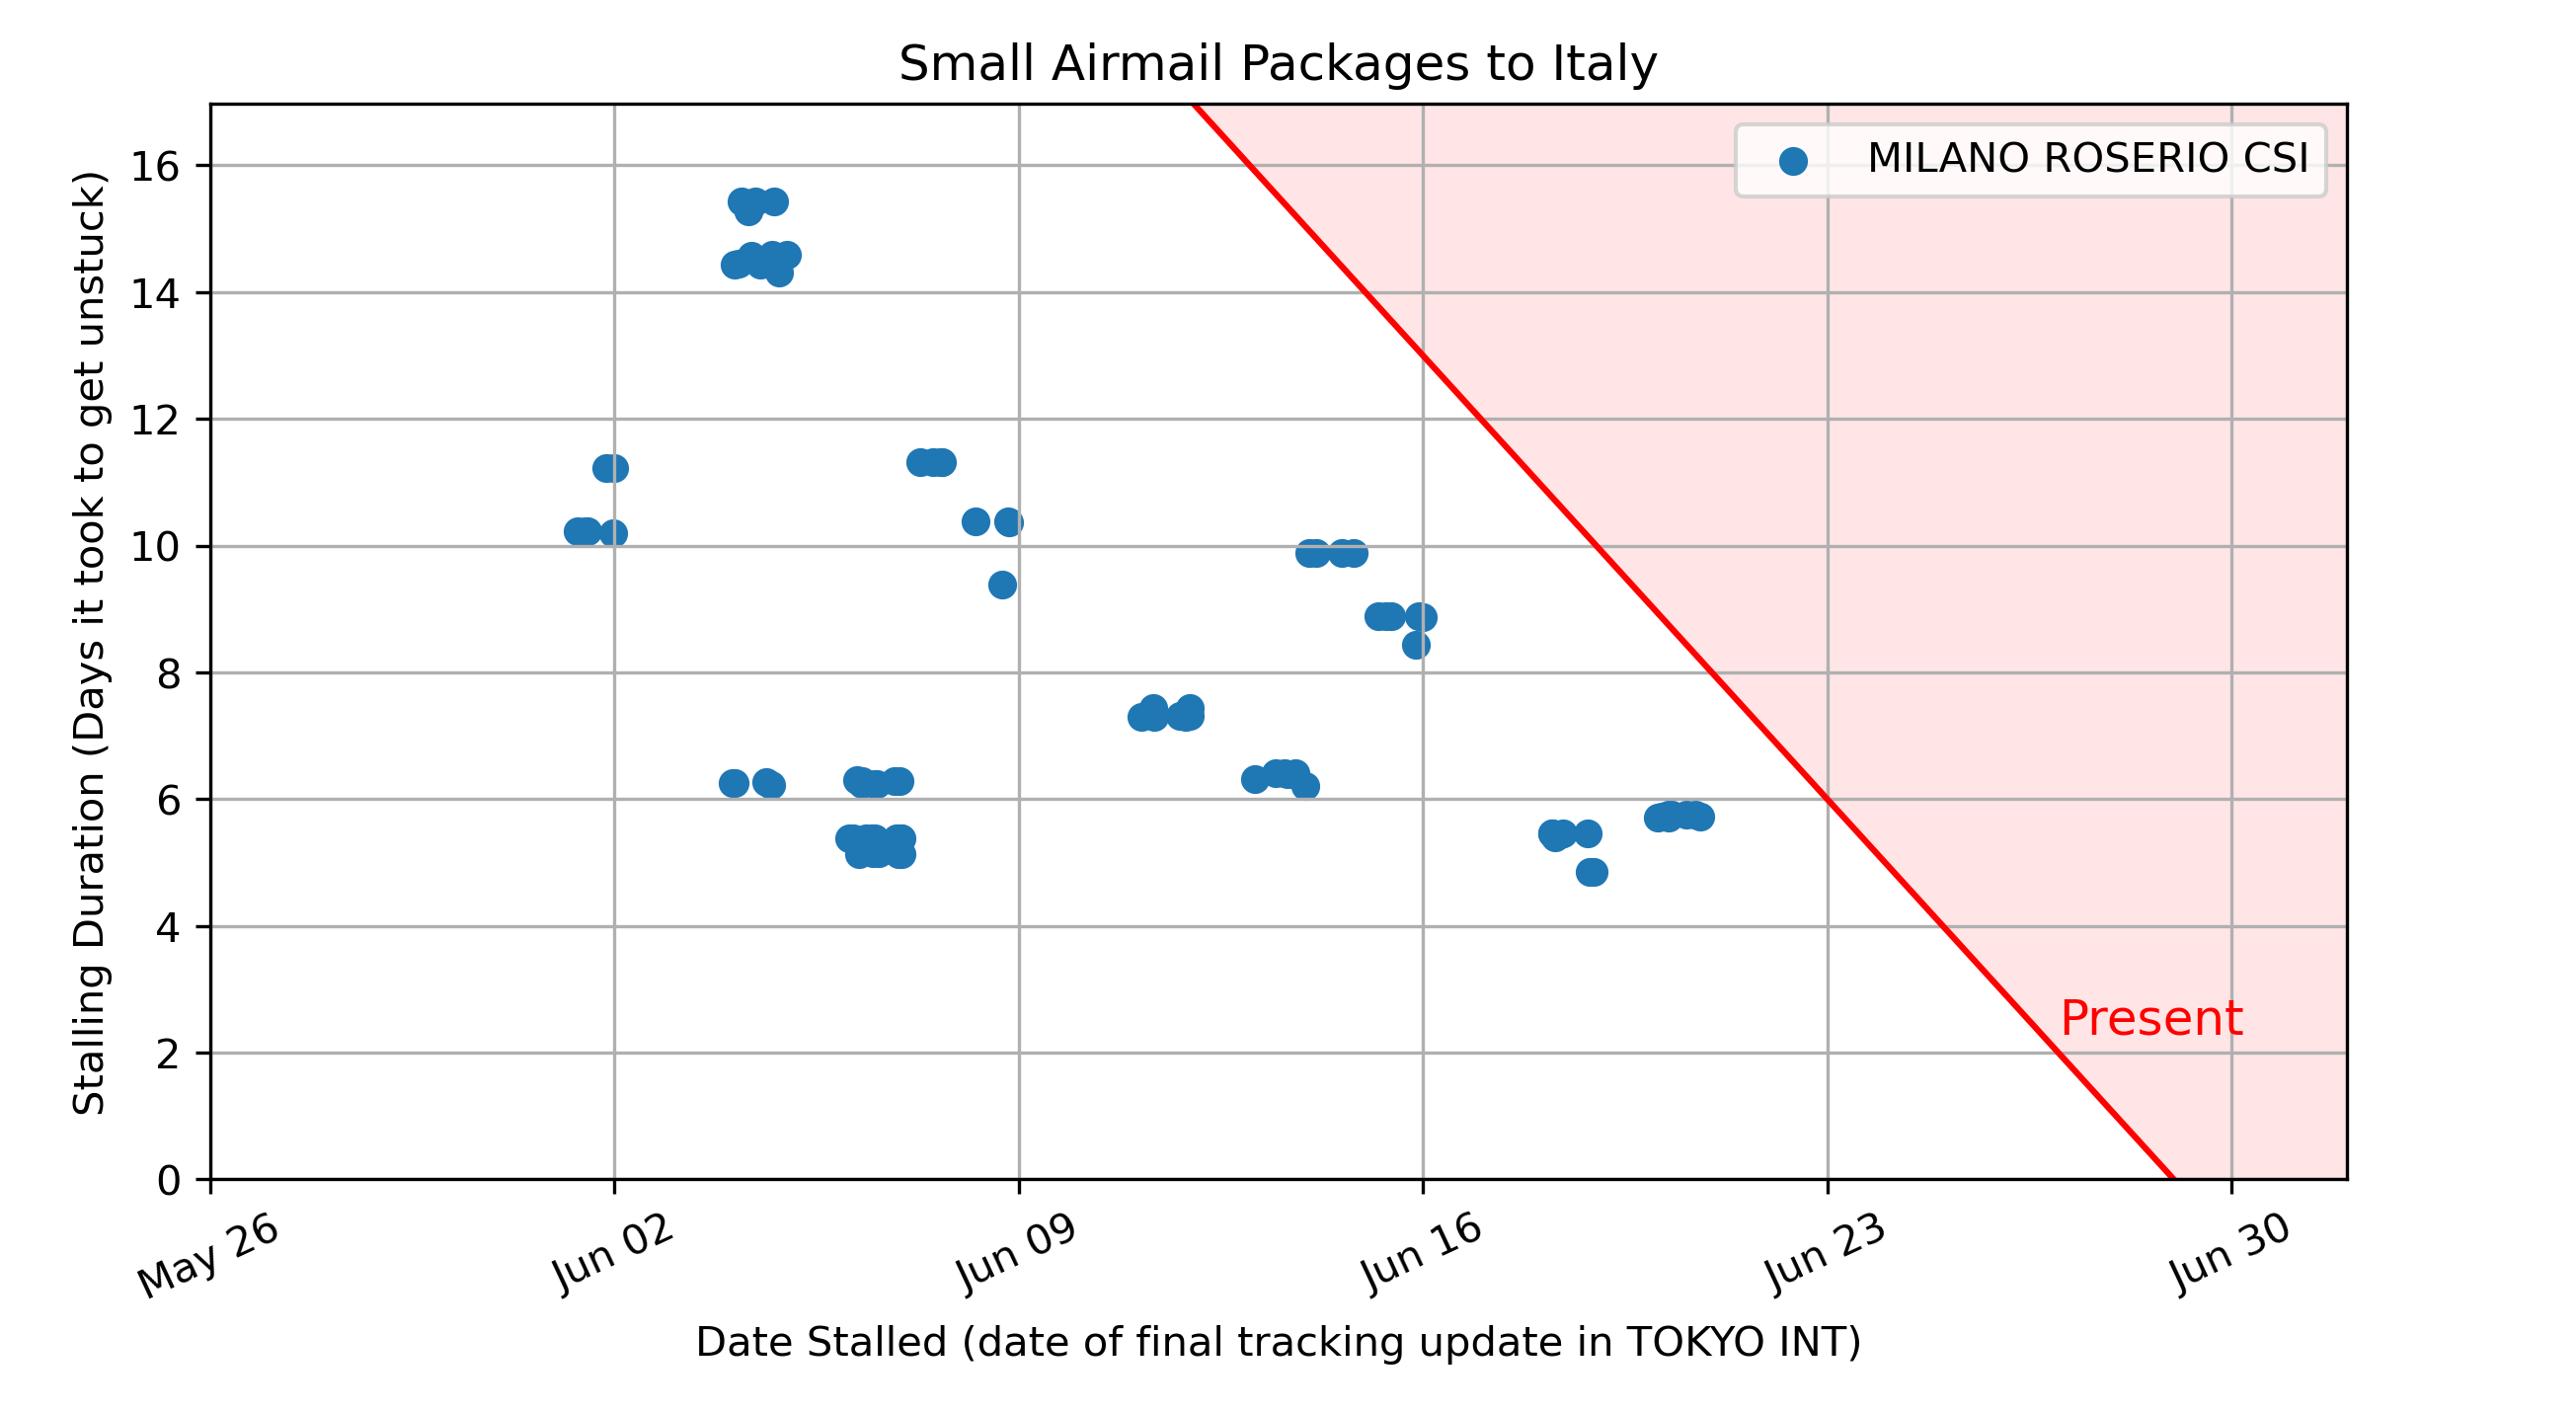 Small Airmail Packages to Italy
MILANO ROSERIO CSI
Stalling Duration (Days it took to get unstuck)
16
14
12
10
8
6
4
2
0
Present
May 26
Jun 02
Jun 09
Jun 16
Jun 23
Jun 30
Date Stalled (date of final tracking update in TOKYO INT)